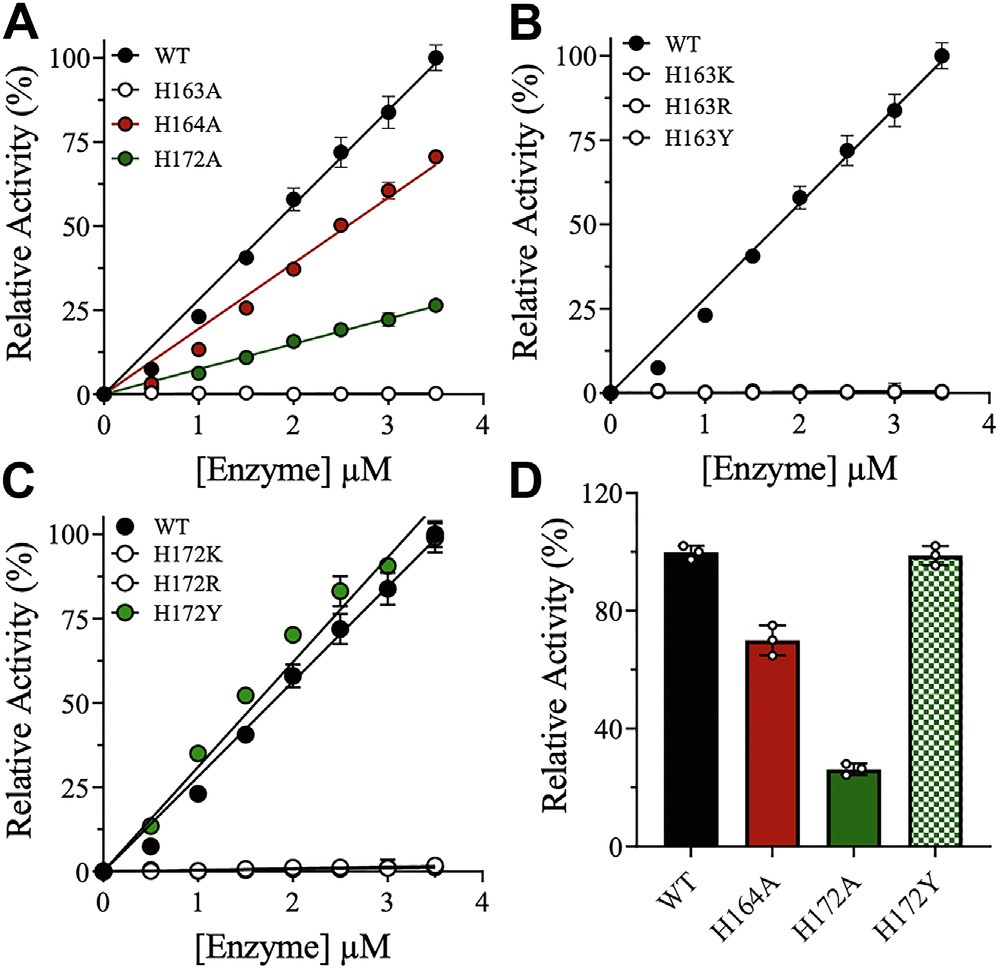 A
WT
H163A
H164A
H172A
Relative Activity (%)
100
75
50
25
0
0 1 2 3 4
[Enzyme] µM
B
WT
H163K
H163R
H163Y
Relative Activity (%)
100
75
50
25
0
0 1 2 3 4
[Enzyme] µM
C
WT
H172K
H172R
H172Y
Relative Activity (%)
100
75
50
25
0
0 1 2 3 4
[Enzyme] µM
D
Relative Activity (%)
120
80
40
0
WT
H164A
H172A
H172Y